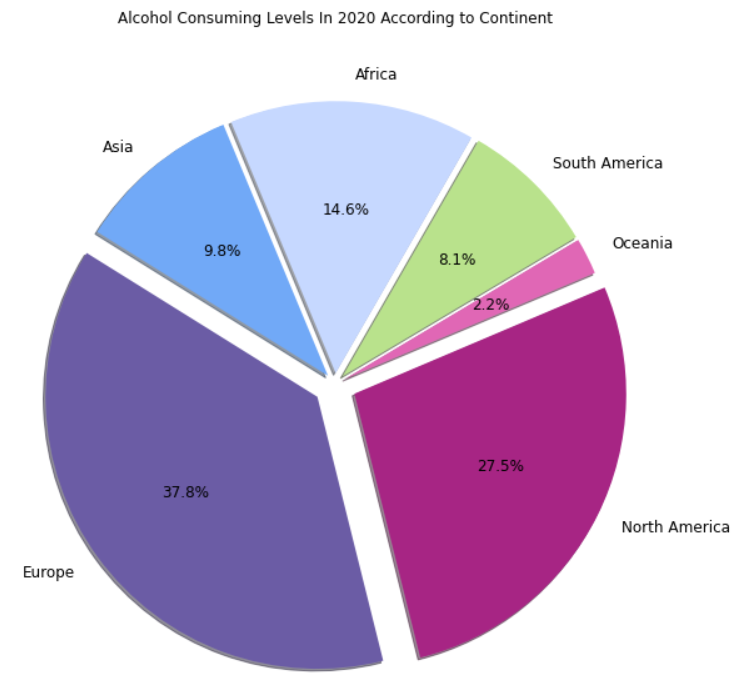 Alcohol Consuming Levels In 2020 According to Continent
Africa
Asia
South America
14.6%
Oceania
9.8%
8.1%
2.2%
27.5%
37.8%
North America
Europe